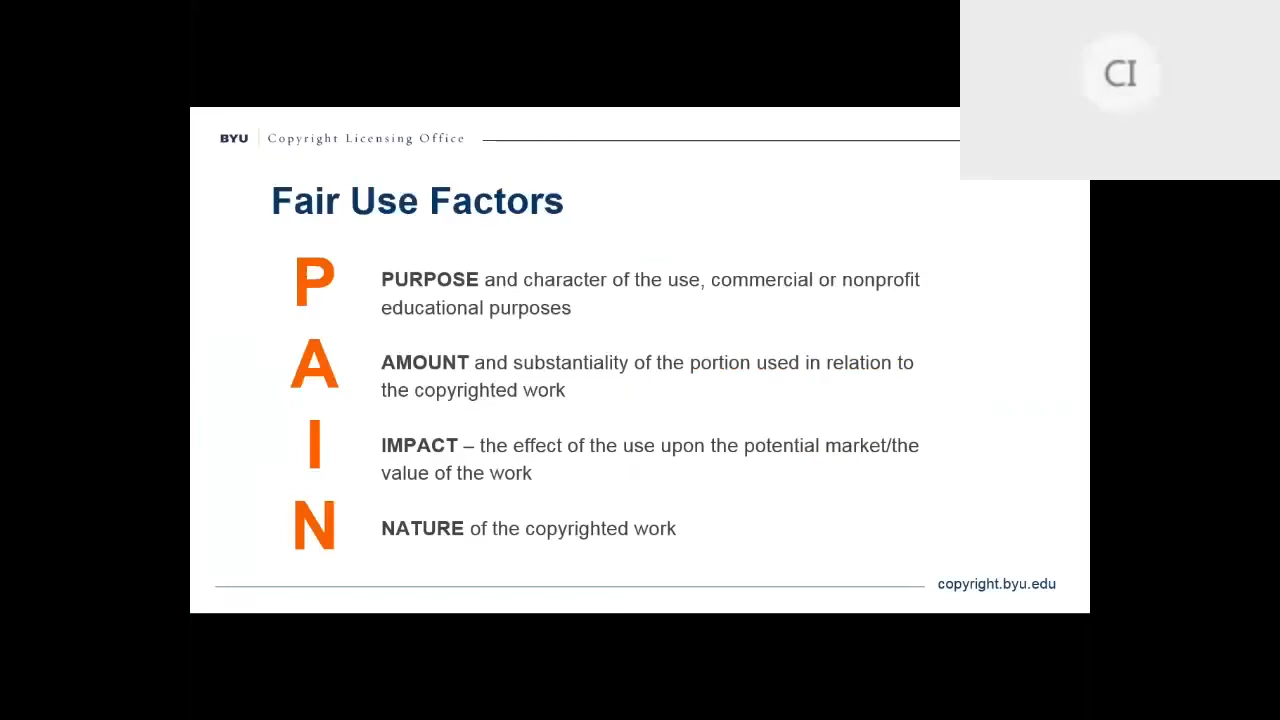 CI
BYU Copyright Licensing Office
Fair Use Factors
P
PURPOSE and character of the use, commercial or nonprofit
educational purposes
A
AMOUNT and substantiality of the portion used in relation to
the copyrighted work
I
IMPACT – the effect of the use upon the potential market/the
value of the work
N
NATURE of the copyrighted work
copyright.byu.edu